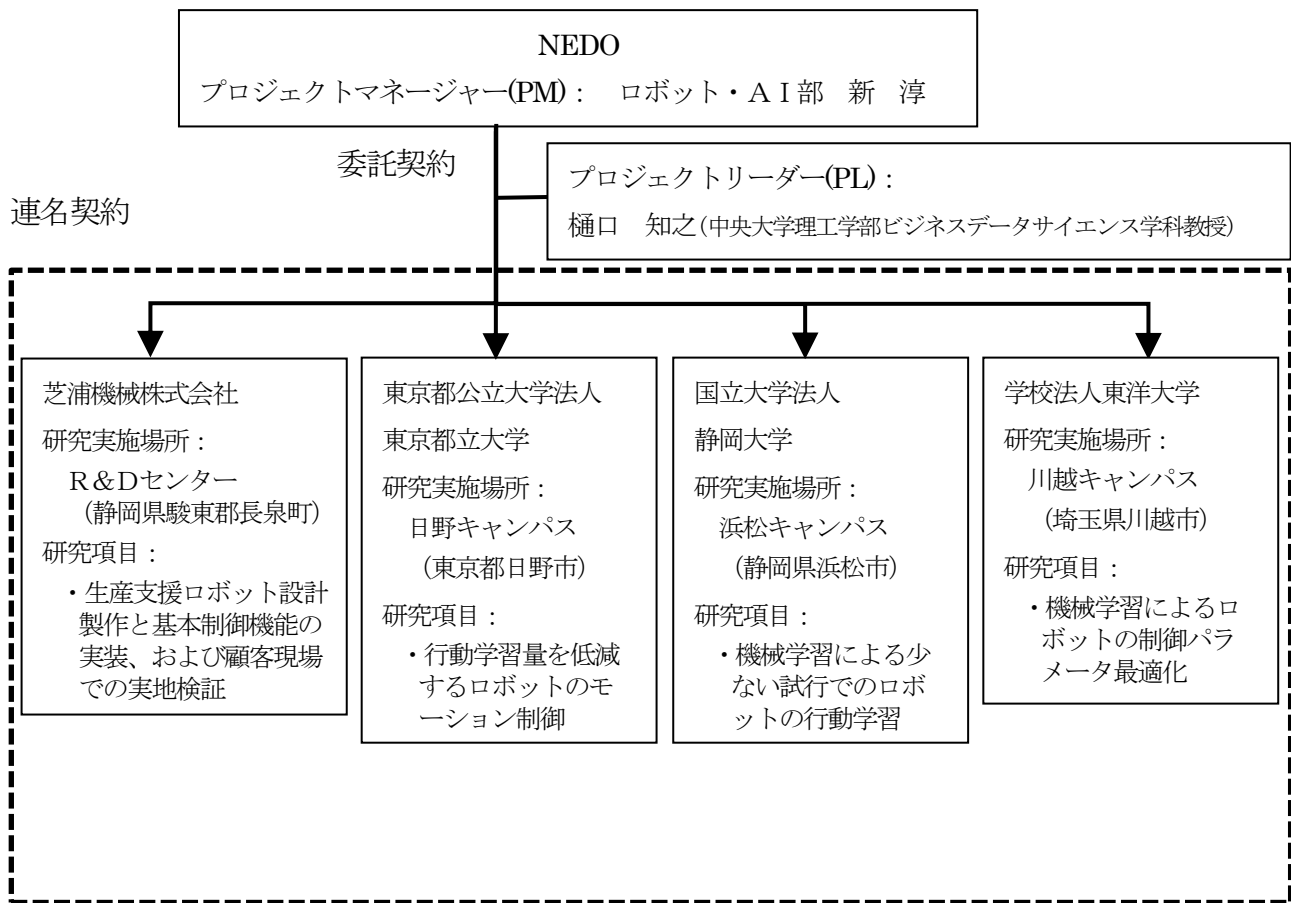 NEDO
プロジェクトマネージャー(PM)： ロボット・AI部 新 淳
委託契約
プロジェクトリーダー(PL)：
樋口 知之(中央大学理工学部ビジネスデータサイエンス学科教授)
連名契約
芝浦機械株式会社
研究実施場所：
R＆Dセンター
(静岡県駿東郡長泉町)
研究項目：
・生産支援ロボット設計
製作と基本制御機能の
実装、および顧客現場
での実地検証
東京都公立大学法人
東京都立大学
研究実施場所：
日野キャンパス
(東京都日野市)
研究項目：
・行動学習量を低減
するロボットのモ
ーション制御
国立大学法人
静岡大学
研究実施場所：
浜松キャンパス
(静岡県浜松市)
研究項目：
・機械学習による少
ない試行でのロボ
ットの行動学習
学校法人東洋大学
研究実施場所：
川越キャンパス
(埼玉県川越市)
研究項目：
・機械学習によるロ
ボットの制御パラ
メータ最適化